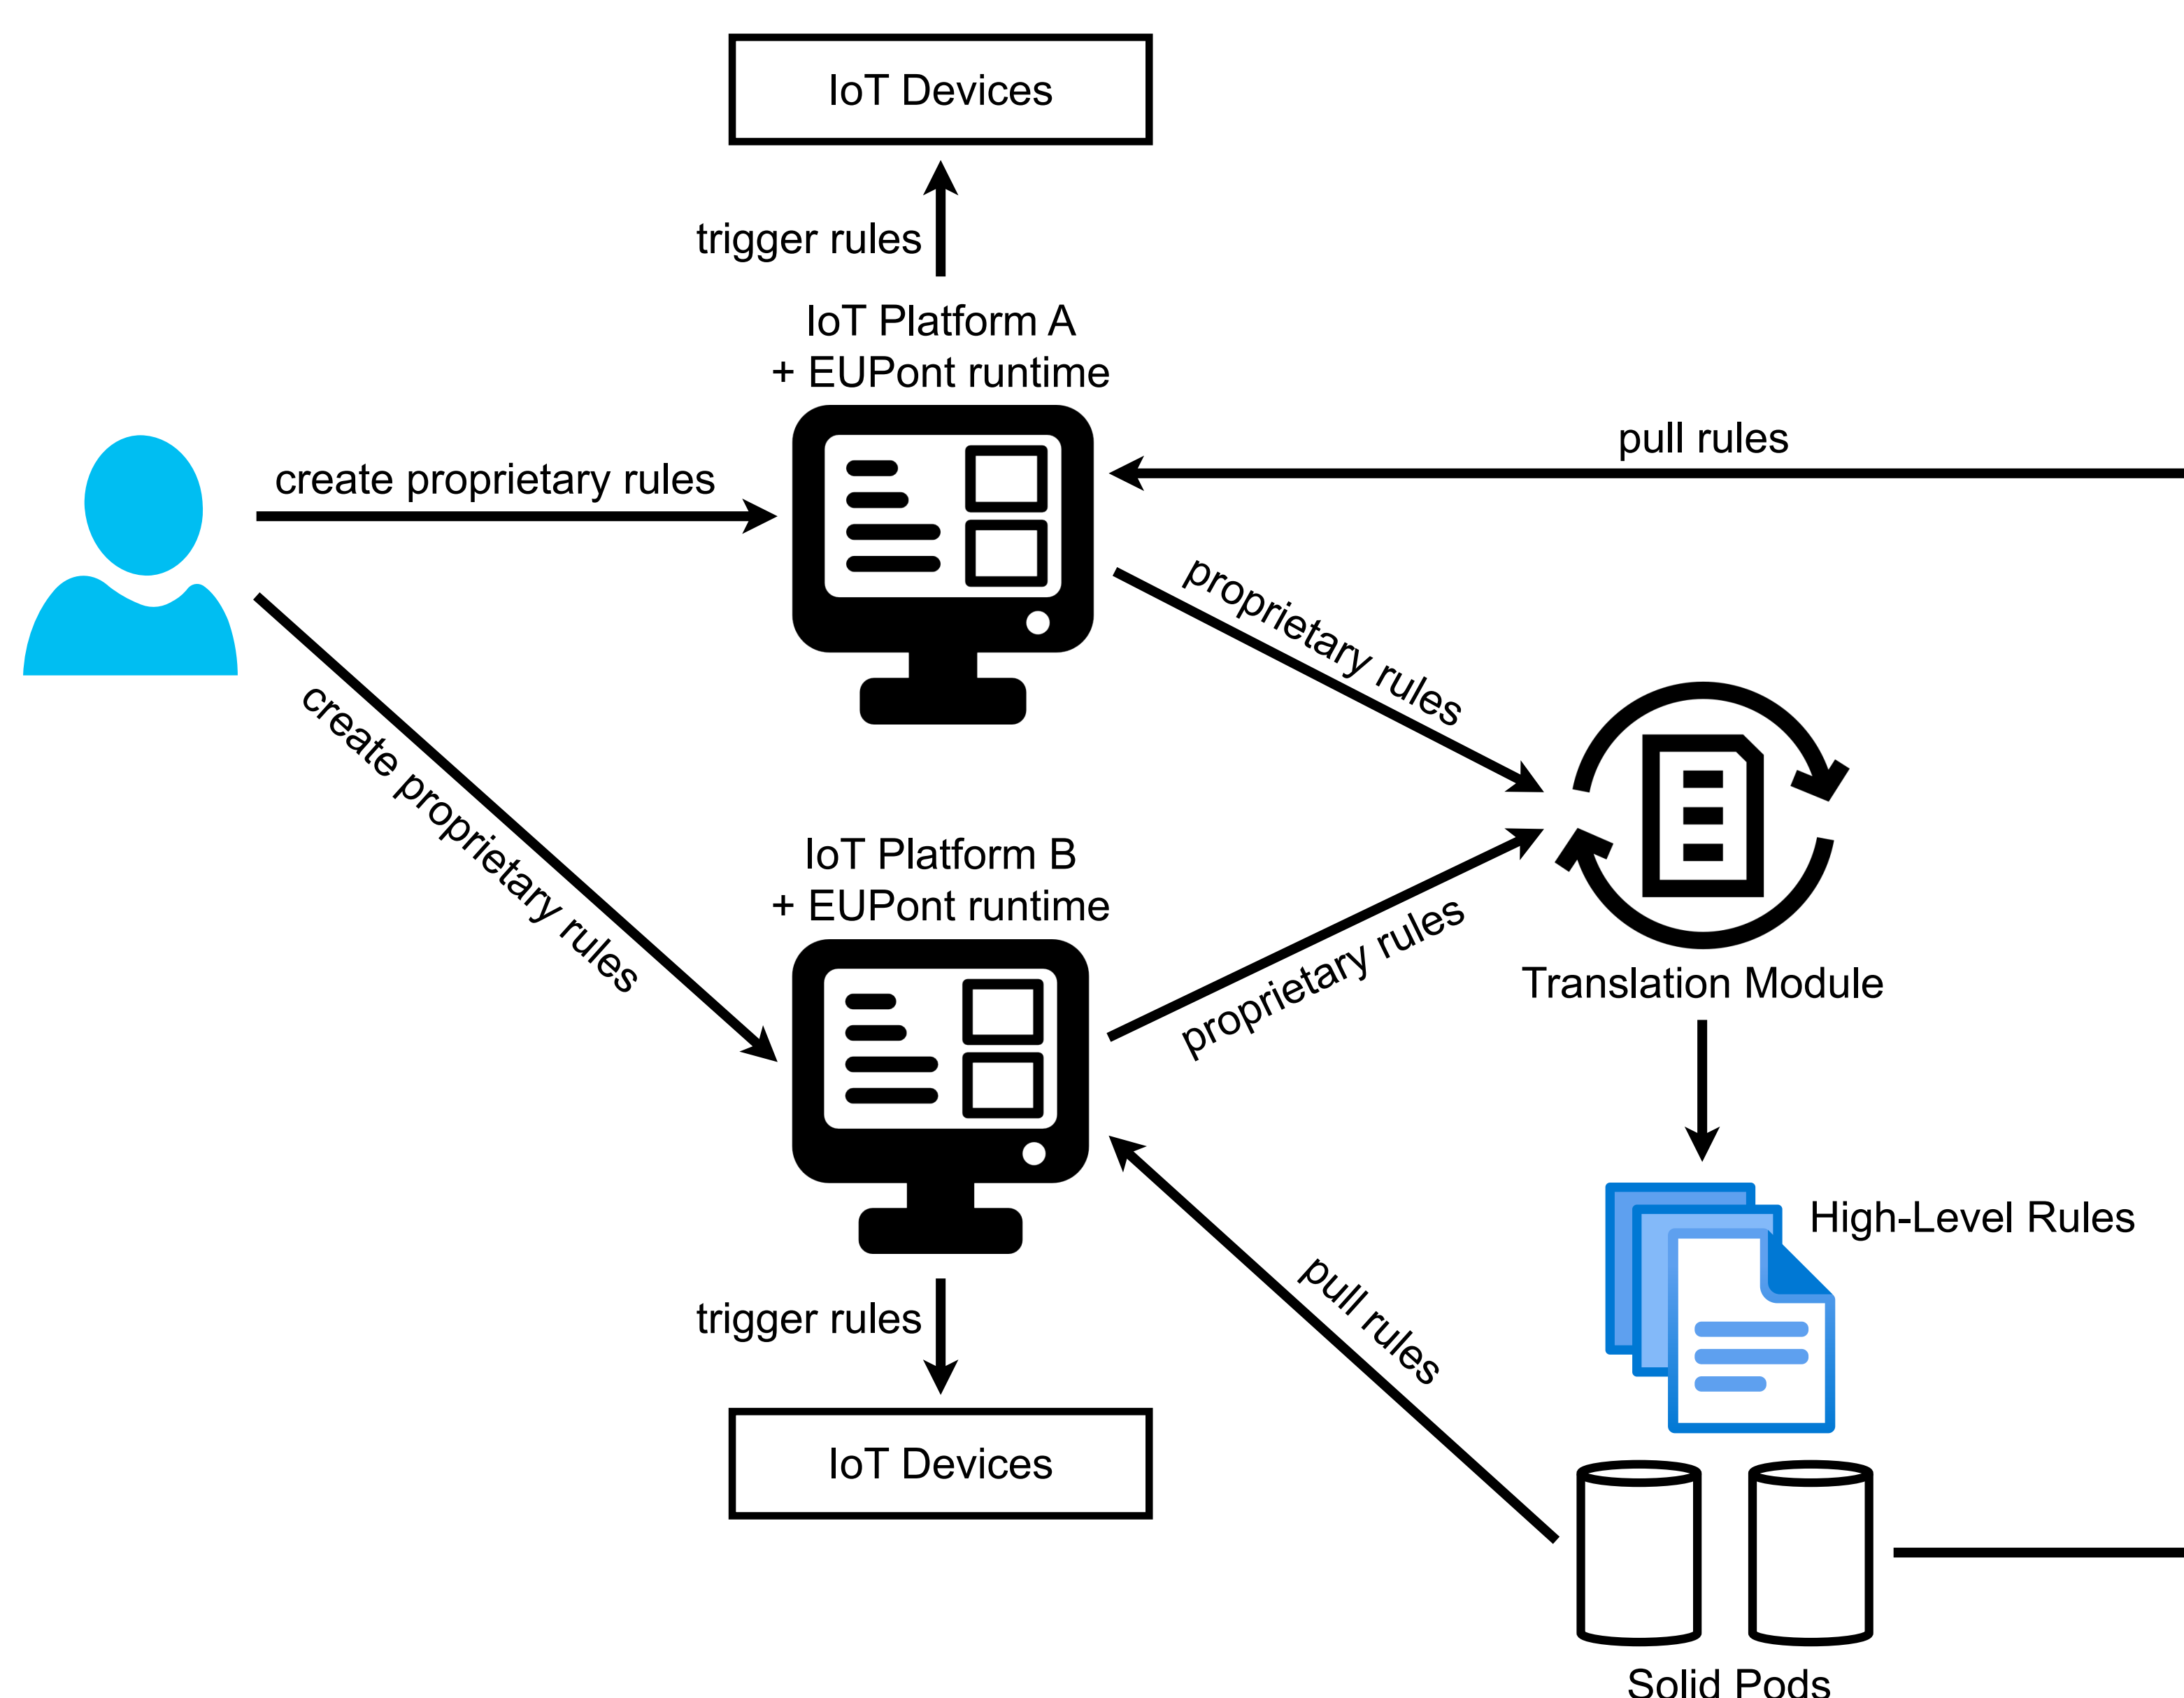 IoT Devices
trigger rules
IoT Platform A
+ EUPont runtime
create proprietary rules
pull rules
proprietary rules
create proprietary rules
IoT Platform B
+ EUPont runtime
proprietary rules
Translation Module
High-Level Rules
pull rules
trigger rules
IoT Devices
Solid Pods